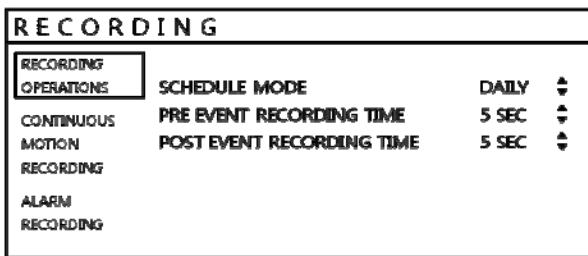 RECORDING
RECORDING
OPERATIONS
CONTINUOUS
MOTION
RECORDING
ALARM
RECORDING
SCHEDULE MODE DAILY
PRE EVENT RECORDING TIME 5 SEC
POST EVENT RECORDING TIME 5 SEC